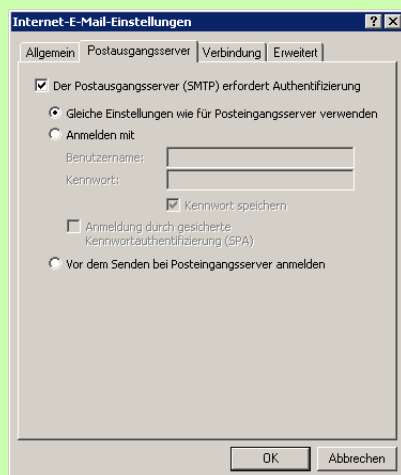 Internet-E-Mail-Einstellungen
Allgemein Postausgangsserver Verbindung Erweitert
Der Postausgangsserver (SMTP) erfordert Authentifizierung
Gleiche Einstellungen wie für Posteingangsserver verwenden
Anmelden mit
Benutzername:
Kennwort:
Kennwort speichern
Anmeldung durch gesicherte
Kennwortauthentifizierung (SPA)
Vor dem Senden bei Posteingangsserver anmelden
OK Abbrechen